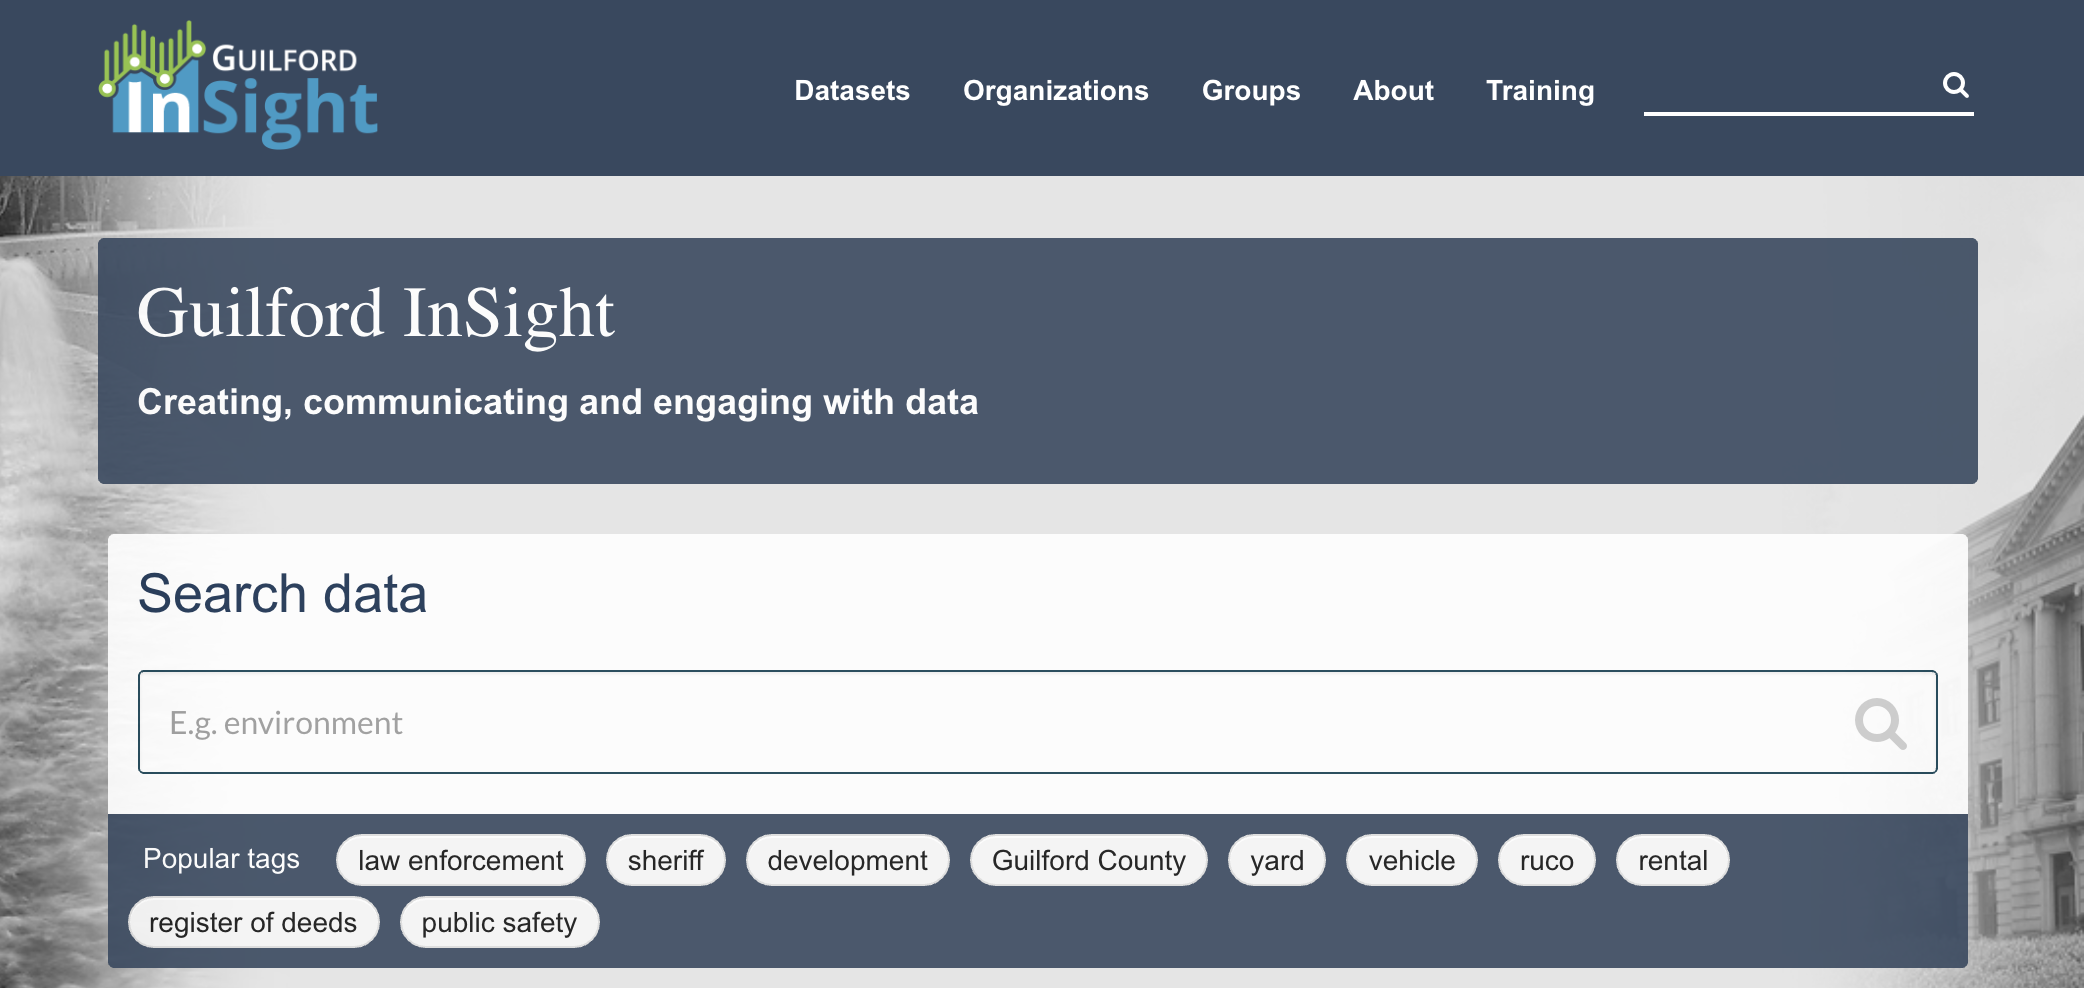 GUILFORD
InSight
Datasets Organizations Groups About Training
Guilford InSight
Creating, communicating and engaging with data
Search data
E.g. environment
Popular tags law enforcement sheriff development Guilford County yard vehicle ruco rental
register of deeds public safety